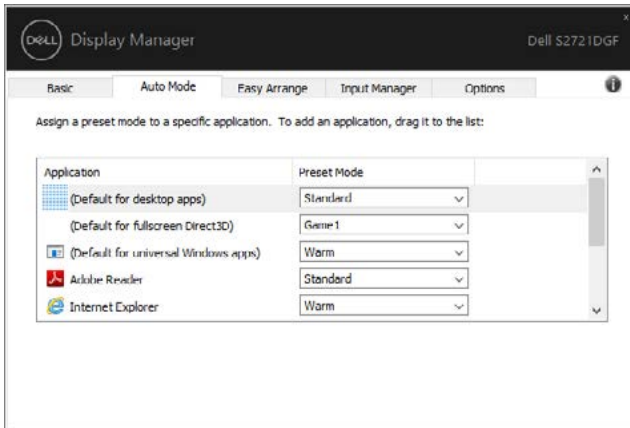 DELL Display Manager
x
Dell S2721DGF
Basic Auto Mode Easy Arrange Input Manager Options
Assign a preset mode to a specific application. To add an application, drag it to the list:
Application Preset Mode
(Default for desktop apps) Standard
(Default for fullscreen Direct3D) Game1
(Default for universal Windows apps) Warm
Adobe Reader Standard
Internet Explorer Warm